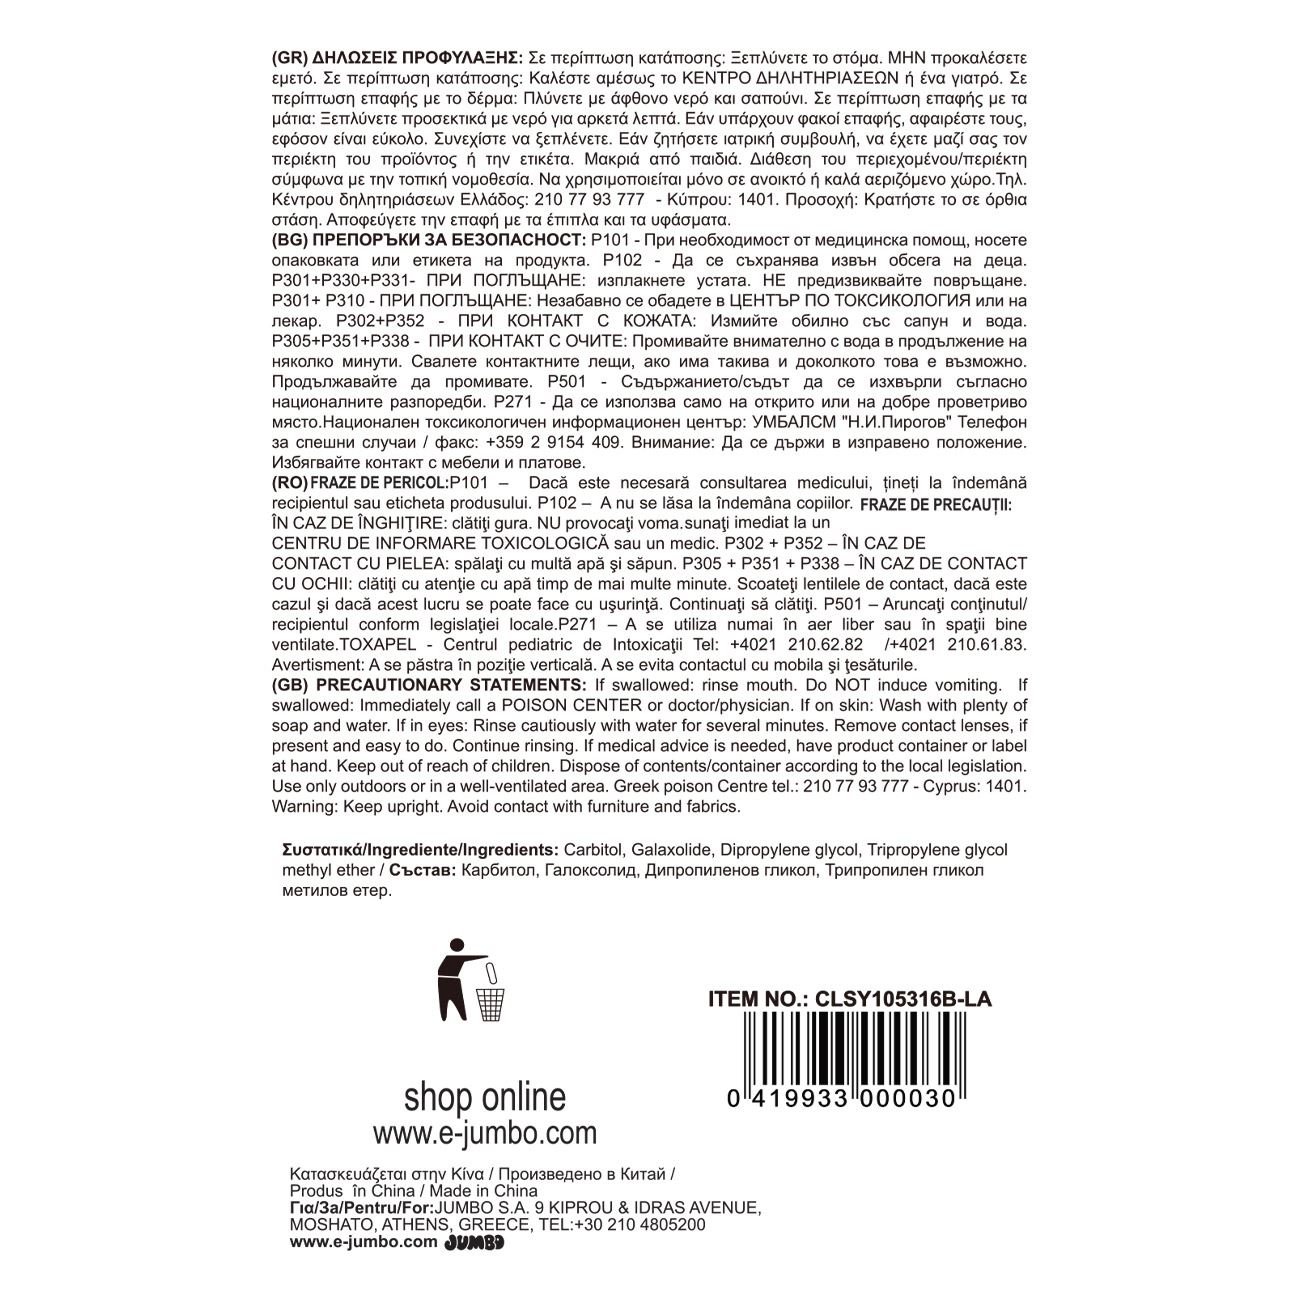 (GR) ΔΗΛΩΣΕΙΣ ΠΡΟΦΥΛΑΞΗΣ: Σε περίπτωση κατάποσης: Ξεπλύνετε το στόμα. ΜΗΝ προκαλέσετε
εμετό. Σε περίπτωση κατάποσης: Καλέστε αμέσως το ΚΕΝΤΡΟ ΔΗΛΗΤΗΡΙΑΣΕΩΝ ή ένα γιατρό. Σε
περίπτωση επαφής με το δέρμα: Πλύνετε με άφθονο νερό και σαπούνι. Σε περίπτωση επαφής με τα
μάτια: Ξεπλύνετε προσεκτικά με νερό για αρκετά λεπτά. Εάν υπάρχουν φακοί επαφής, αφαιρέστε τους,
εφόσον είναι εύκολο. Συνεχίστε να ξεπλένετε. Εάν ζητήσετε ιατρική συμβουλή, να έχετε μαζί σας τον
περιέκτη του προϊόντος ή την ετικέτα. Μακριά από παιδιά. Διάθεση του περιεχομένου/περιέκτη
σύμφωνα με την τοπική νομοθεσία. Να χρησιμοποιείται μόνο σε ανοικτό ή καλά αεριζόμενο χώρο.Τηλ.
Κέντρου δηλητηριάσεων Ελλάδος: 210 77 93 777 - Κύπρου: 1401. Προσοχή: Κρατήστε το σε όρθια
στάση. Αποφεύγετε την επαφή με τα έπιπλα και τα υφάσματα.
(BG) ПРЕПОРЪКИ ЗА БЕЗОПАСНОСТ: P101 - При необходимост от медицинска помощ, носете
опаковката или етикета на продукта. P102 - Да се съхранява извън обсега на деца.
P301+P330+P331- ПРИ ПОГЛЪЩАНЕ: изплакнете устата. НЕ предизвиквайте повръщане.
P301+ P310 - ПРИ ПОГЛЪЩАНЕ: Незабавно се обадете в ЦЕНТЪР ПО ТОКСИКОЛОГИЯ или на
лекар. P302+P352 - ПРИ КОНТАКТ С КОЖАТА: Измийте обилно със сапун и вода.
P305+P351+P338 - ПРИ КОНТАКТ С ОЧИТЕ: Промивайте внимателно с вода в продължение на
няколко минути. Свалете контактните лещи, ако има такива и доколкото това е възможно.
Продължавайте да промивате. P501 - Съдържанието/съдът да се изхвърли съгласно
националните разпоредби. P271 - Да се използва само на открито или на добре проветриво
място.Национален токсикологичен информационен център: УМБАЛСМ "Н.И.Пирогов" Телефон
за спешни случаи / факс: +359 2 9154 409. Внимание: Да се държи в изправено положение.
Избягвайте контакт с мебели и платове.
(RO) FRAZE DE PERICOL:P101 – Dacă este necesară consultarea medicului, ţineţi la îndemână
recipientul sau eticheta produsului. P102 – A nu se lăsa la îndemâna copiilor. FRAZE DE PRECAUŢII:
ÎN CAZ DE ÎNGHIŢIRE: clătiţi gura. NU provocaţi voma.sunaţi imediat la un
CENTRU DE INFORMARE TOXICOLOGICĂ sau un medic. P302 + P352 – ÎN CAZ DE
CONTACT CU PIELEA: spălaţi cu multă apă şi săpun. P305 + P351 + P338 – ÎN CAZ DE CONTACT
CU OCHII: clătiţi cu atenţie cu apă timp de mai multe minute. Scoateţi lentilele de contact, dacă este
cazul şi dacă acest lucru se poate face cu uşurinţă. Continuaţi să clătiţi. P501 – Aruncaţi conţinutul/
recipientul conform legislaţiei locale.P271 – A se utiliza numai în aer liber sau în spaţii bine
ventilate.TOXAPEL - Centrul pediatric de Intoxicaţii Tel: +4021 210.62.82 /+4021 210.61.83.
Avertisment: A se păstra în poziţie verticală. A se evita contactul cu mobila şi ţesăturile.
(GB) PRECAUTIONARY STATEMENTS: If swallowed: rinse mouth. Do NOT induce vomiting. If
swallowed: Immediately call a POISON CENTER or doctor/physician. If on skin: Wash with plenty of
soap and water. If in eyes: Rinse cautiously with water for several minutes. Remove contact lenses, if
present and easy to do. Continue rinsing. If medical advice is needed, have product container or label
at hand. Keep out of reach of children. Dispose of contents/container according to the local legislation.
Use only outdoors or in a well-ventilated area. Greek poison Centre tel.: 210 77 93 777 - Cyprus: 1401.
Warning: Keep upright. Avoid contact with furniture and fabrics.
Συστατικά/Ingrediente/Ingredients: Carbitol, Galaxolide, Dipropylene glycol, Tripropylene glycol
methyl ether / Състав: Карбитол, Галоксолид, Дипропиленов гликол, Трипропилен гликол
метилов етер.
ITEM NO.: CLSY105316B-LA
0 419933 000030
shop online
www.e-jumbo.com
Κατασκευάζεται στην Κίνα / Произведено в Китай /
Produs în China / Made in China
Για/За/Pentru/For:JUMBO S.A. 9 KIPROU & IDRAS AVENUE,
MOSHATO, ATHENS, GREECE, TEL:+30 210 4805200
www.e-jumbo.com JUMBO